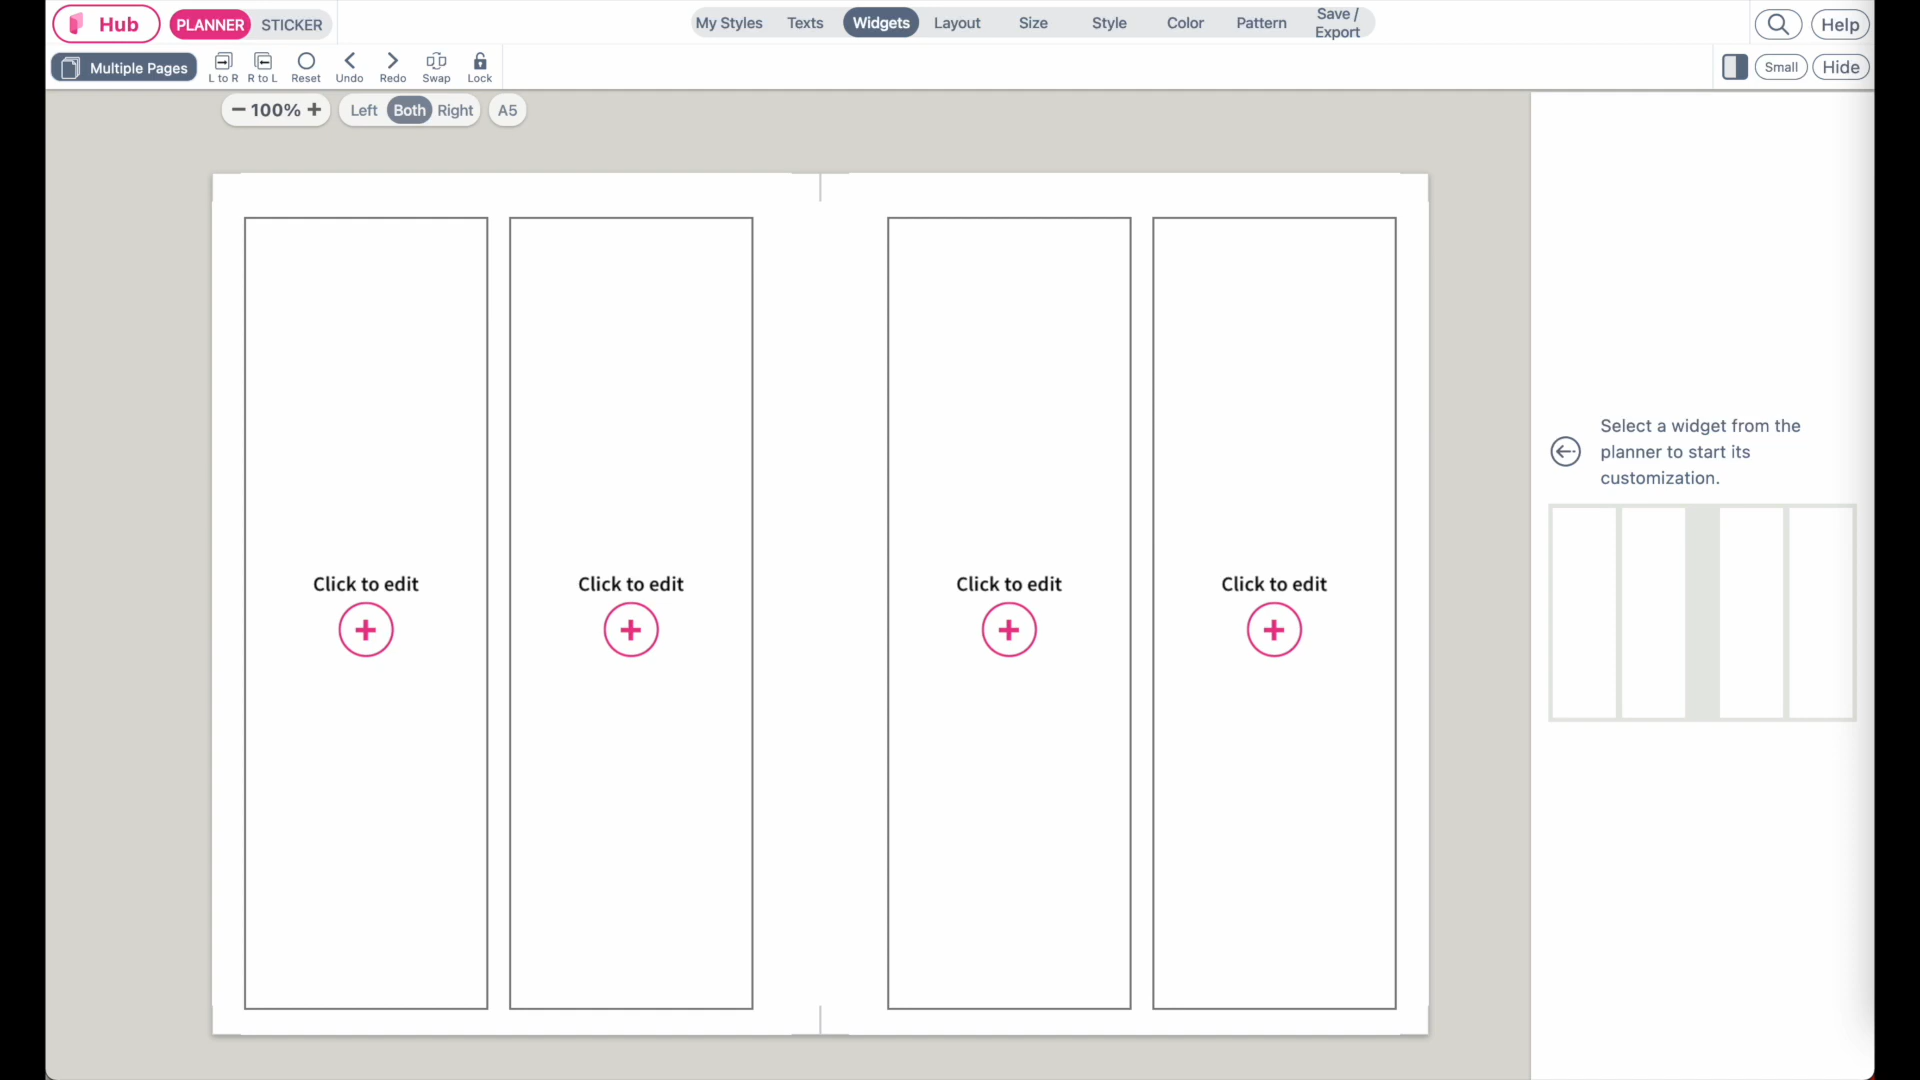 Hub
PLANNER
STICKER
My Styles
Texts
Widgets
Layout
Size
Style
Color
Pattern
Save /
Export
Help
Multiple Pages
L to R
R to L
Reset
Undo
Redo
Swap
Lock
Small
Hide
100%
Left
Both
Right
A5
Click to edit
Click to edit
Click to edit
Click to edit
Select a widget from the
planner to start its
customization.